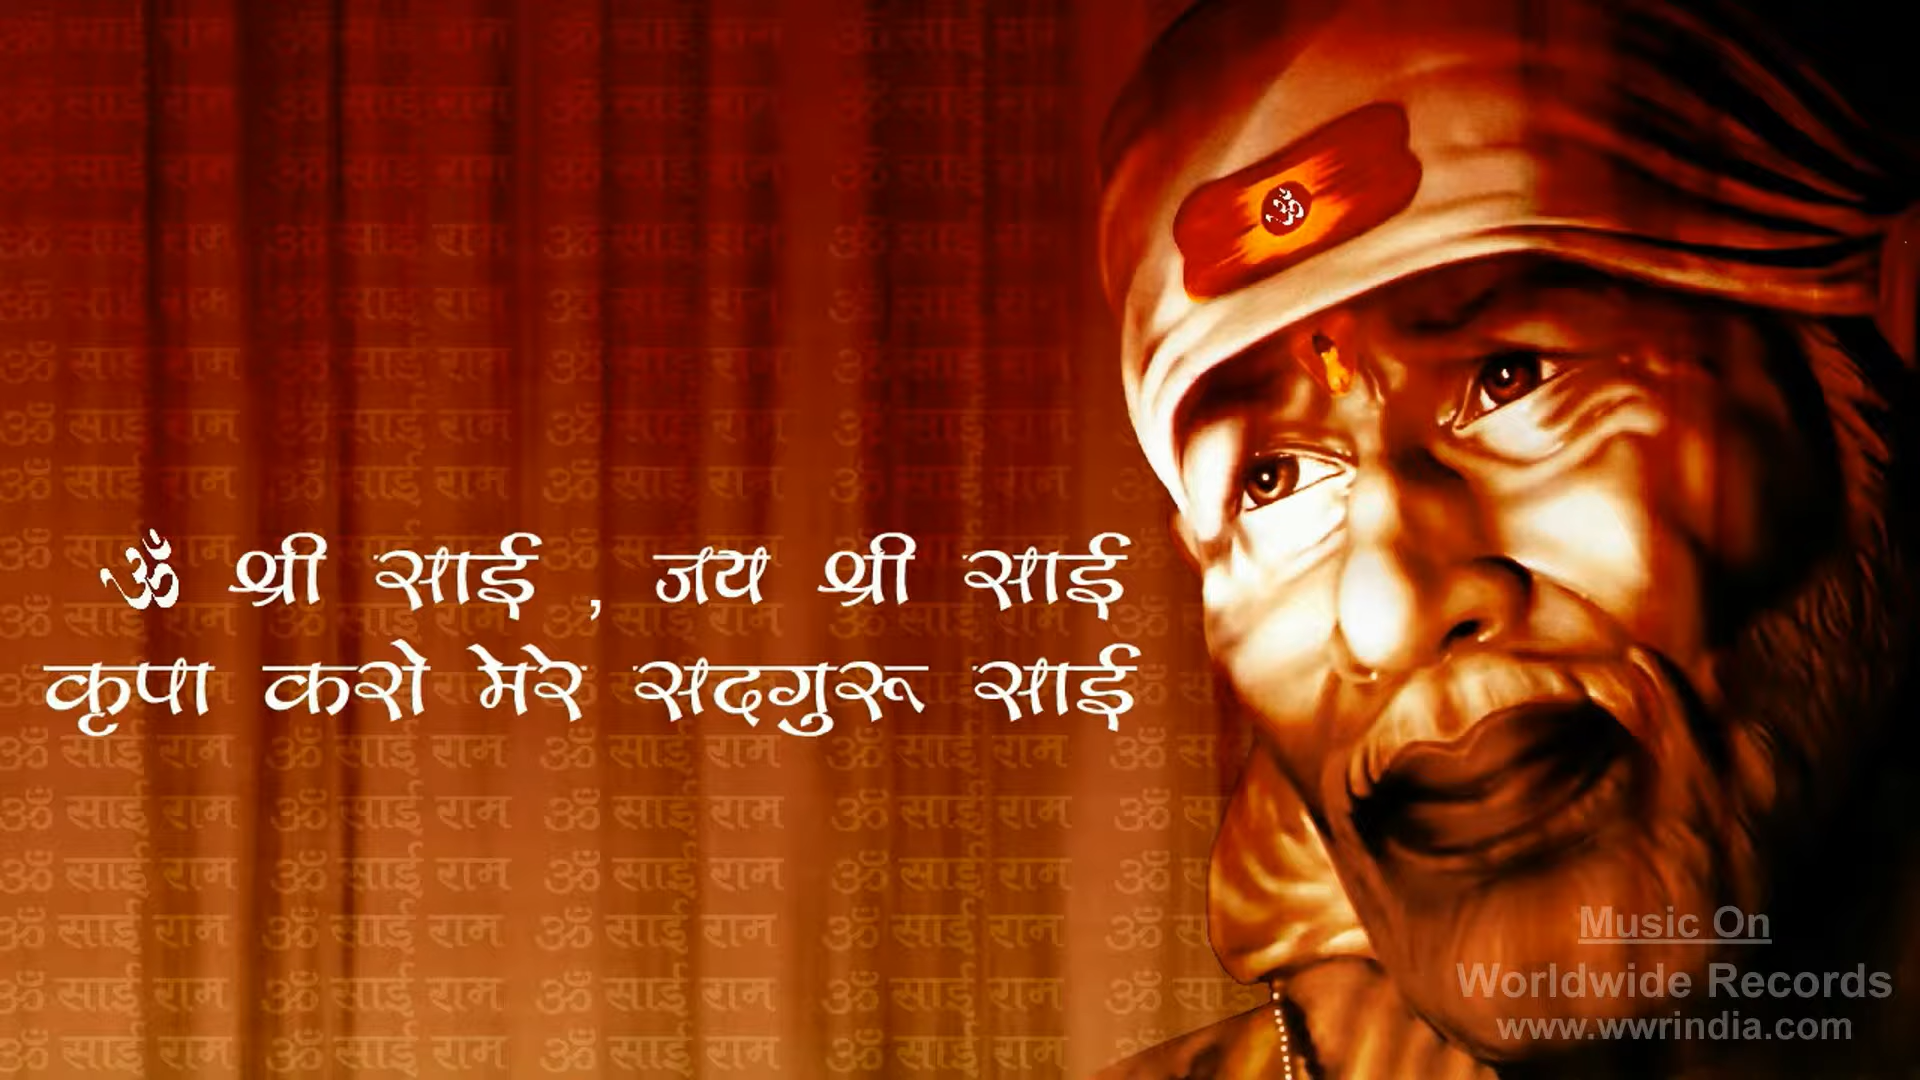 ॐ श्री साई , जय श्री साई
कृपा करो मेरे सदगुरू साई
Music On
Worldwide Records
www.wwrindia.com